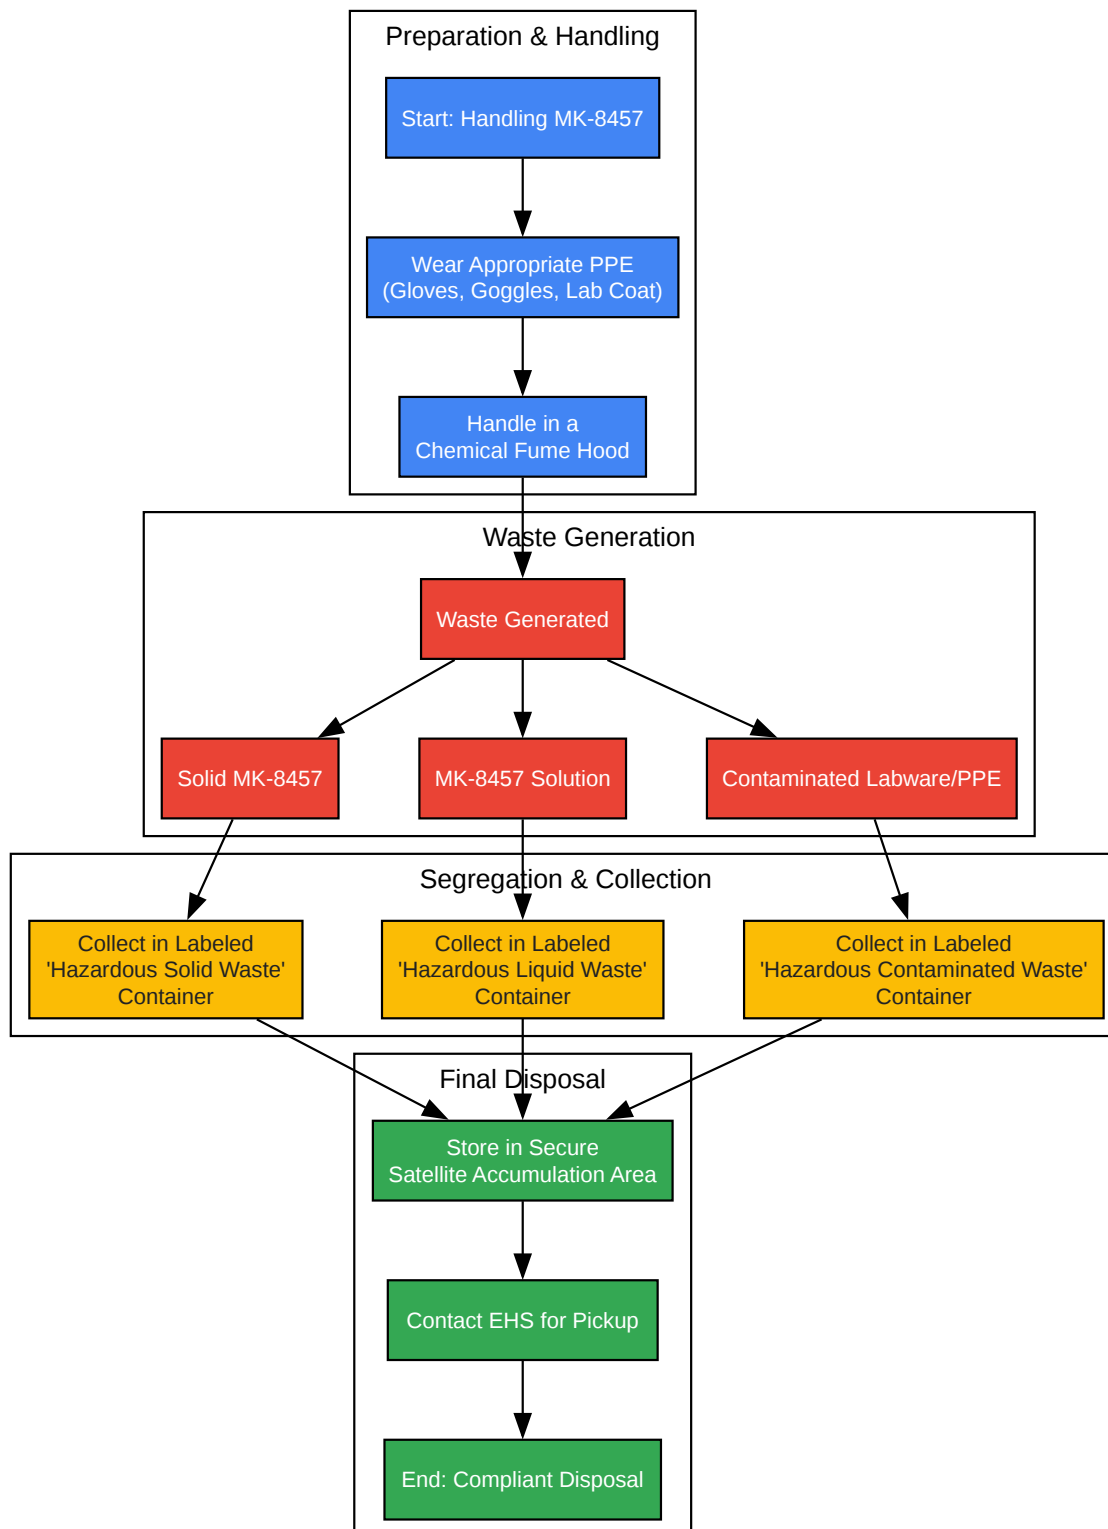 Preparation & Handling
Start: Handling MK-8457
Wear Appropriate PPE
(Gloves, Goggles, Lab Coat)
Handle in a
Chemical Fume Hood
Waste Generation
Waste Generated
Solid MK-8457
MK-8457 Solution
Contaminated Labware/PPE
Segregation & Collection
Collect in Labeled
'Hazardous Solid Waste'
Container
Collect in Labeled
'Hazardous Liquid Waste'
Container
Collect in Labeled
'Hazardous Contaminated Waste'
Container
Final Disposal
Store in Secure
Satellite Accumulation Area
Contact EHS for Pickup
End: Compliant Disposal